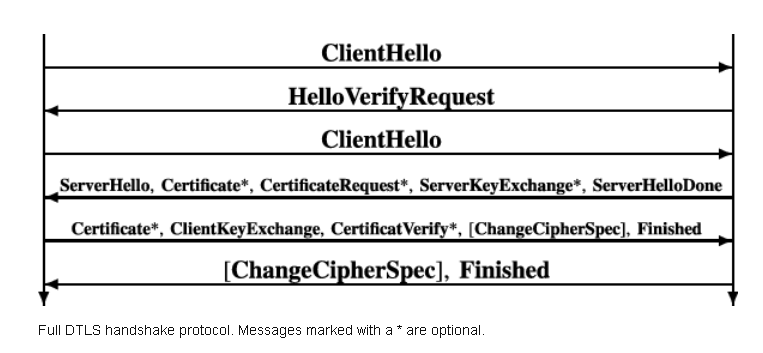 ClientHello
HelloVerifyRequest
ClientHello
ServerHello, Certificate*, CertificateRequest*, ServerKeyExchange*, ServerHelloDone
Certificate*, ClientKeyExchange, CertificatVerify*, [ChangeCipherSpec], Finished
[ChangeCipherSpec], Finished
Full DTLS handshake protocol. Messages marked with a * are optional.